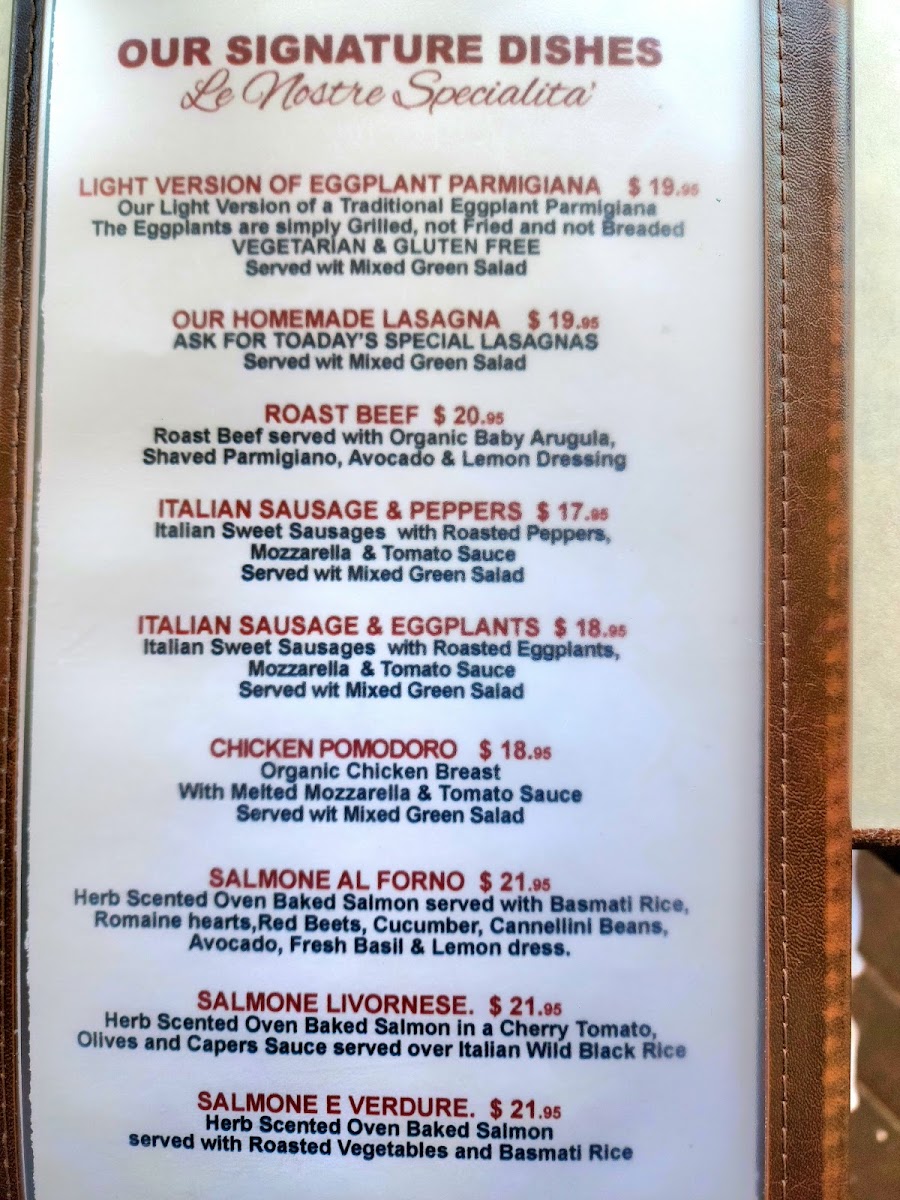 OUR SIGNATURE DISHES
Le Nostre Specialita'
LIGHT VERSION OF EGGPLANT PARMIGIANA $ 19.95
Our Light Version of a Traditional Eggplant Parmigiana
The Eggplants are simply Grilled, not Fried and not Breaded
VEGETARIAN & GLUTEN FREE
Served wit Mixed Green Salad
OUR HOMEMADE LASAGNA $ 19.95
ASK FOR TOADAY'S SPECIAL LASAGNAS
Served wit Mixed Green Salad
ROAST BEEF $ 20.95
Roast Beef served with Organic Baby Arugula,
Shaved Parmigiano, Avocado & Lemon Dressing
ITALIAN SAUSAGE & PEPPERS $ 17.95
Italian Sweet Sausages with Roasted Peppers,
Mozzarella & Tomato Sauce
Served wit Mixed Green Salad
ITALIAN SAUSAGE & EGGPLANTS $ 18.95
Italian Sweet Sausages with Roasted Eggplants,
Mozzarella & Tomato Sauce
Served wit Mixed Green Salad
CHICKEN POMODORO $ 18.95
Organic Chicken Breast
With Melted Mozzarella & Tomato Sauce
Served wit Mixed Green Salad
SALMONE AL FORNO $ 21.95
Herb Scented Oven Baked Salmon served with Basmati Rice,
Romaine hearts,Red Beets, Cucumber, Cannellini Beans,
Avocado, Fresh Basil & Lemon dress.
SALMONE LIVORNESE. $ 21.95
Herb Scented Oven Baked Salmon in a Cherry Tomato,
Olives and Capers Sauce served over Italian Wild Black Rice
SALMONE E VERDURE. $ 21.95
Herb Scented Oven Baked Salmon
served with Roasted Vegetables and Basmati Rice